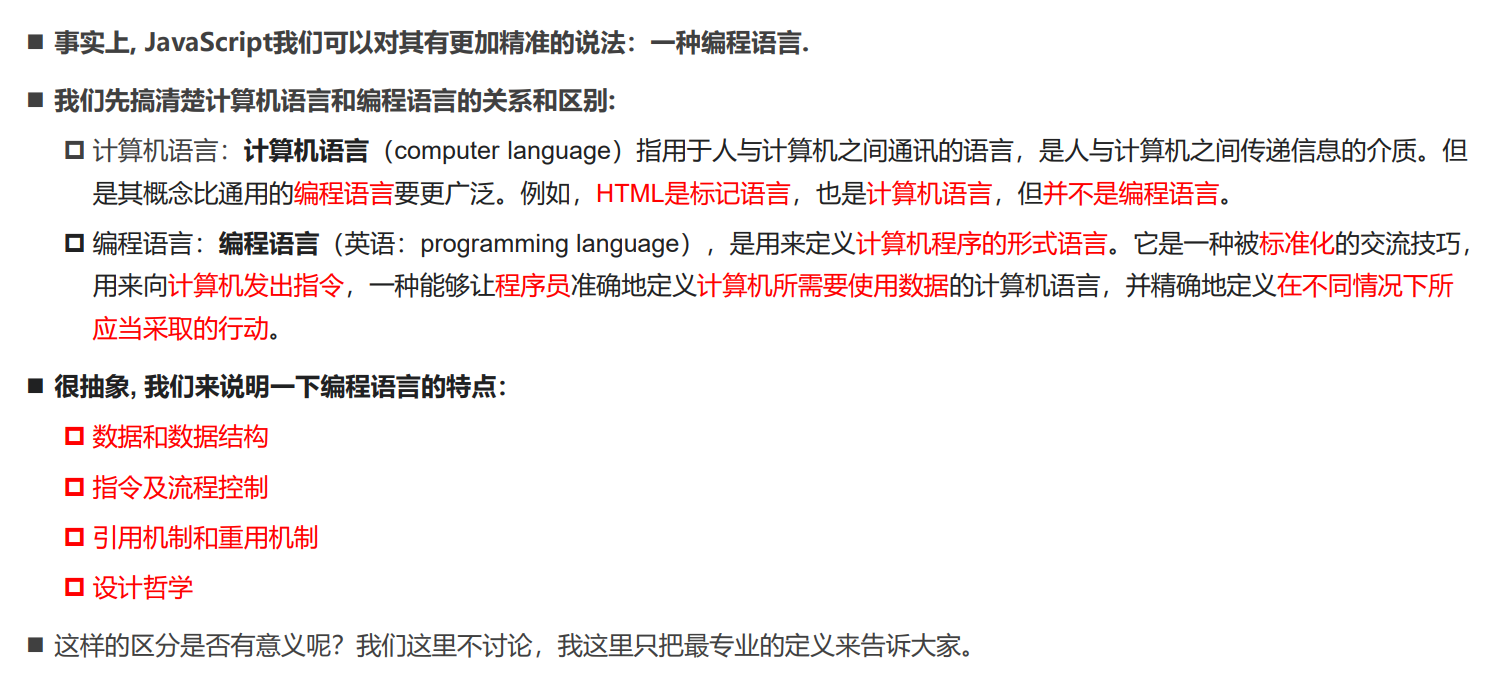 事实上, JavaScript我们可以对其有更加精准的说法：一种编程语言.
我们先搞清楚计算机语言和编程语言的关系和区别:
计算机语言：计算机语言（computer language）指用于人与计算机之间通讯的语言，是人与计算机之间传递信息的介质。但
是其概念比通用的编程语言要更广泛。例如，HTML是标记语言，也是计算机语言，但并不是编程语言。
编程语言：编程语言（英语：programming language），是用来定义计算机程序的形式语言。它是一种被标准化的交流技巧，
用来向计算机发出指令，一种能够让程序员准确地定义计算机所需要使用数据的计算机语言，并精确地定义在不同情况下所
应当采取的行动。
很抽象, 我们来说明一下编程语言的特点：
数据和数据结构
指令及流程控制
引用机制和重用机制
设计哲学
这样的区分是否有意义呢？我们这里不讨论，我这里只把最专业的定义来告诉大家。